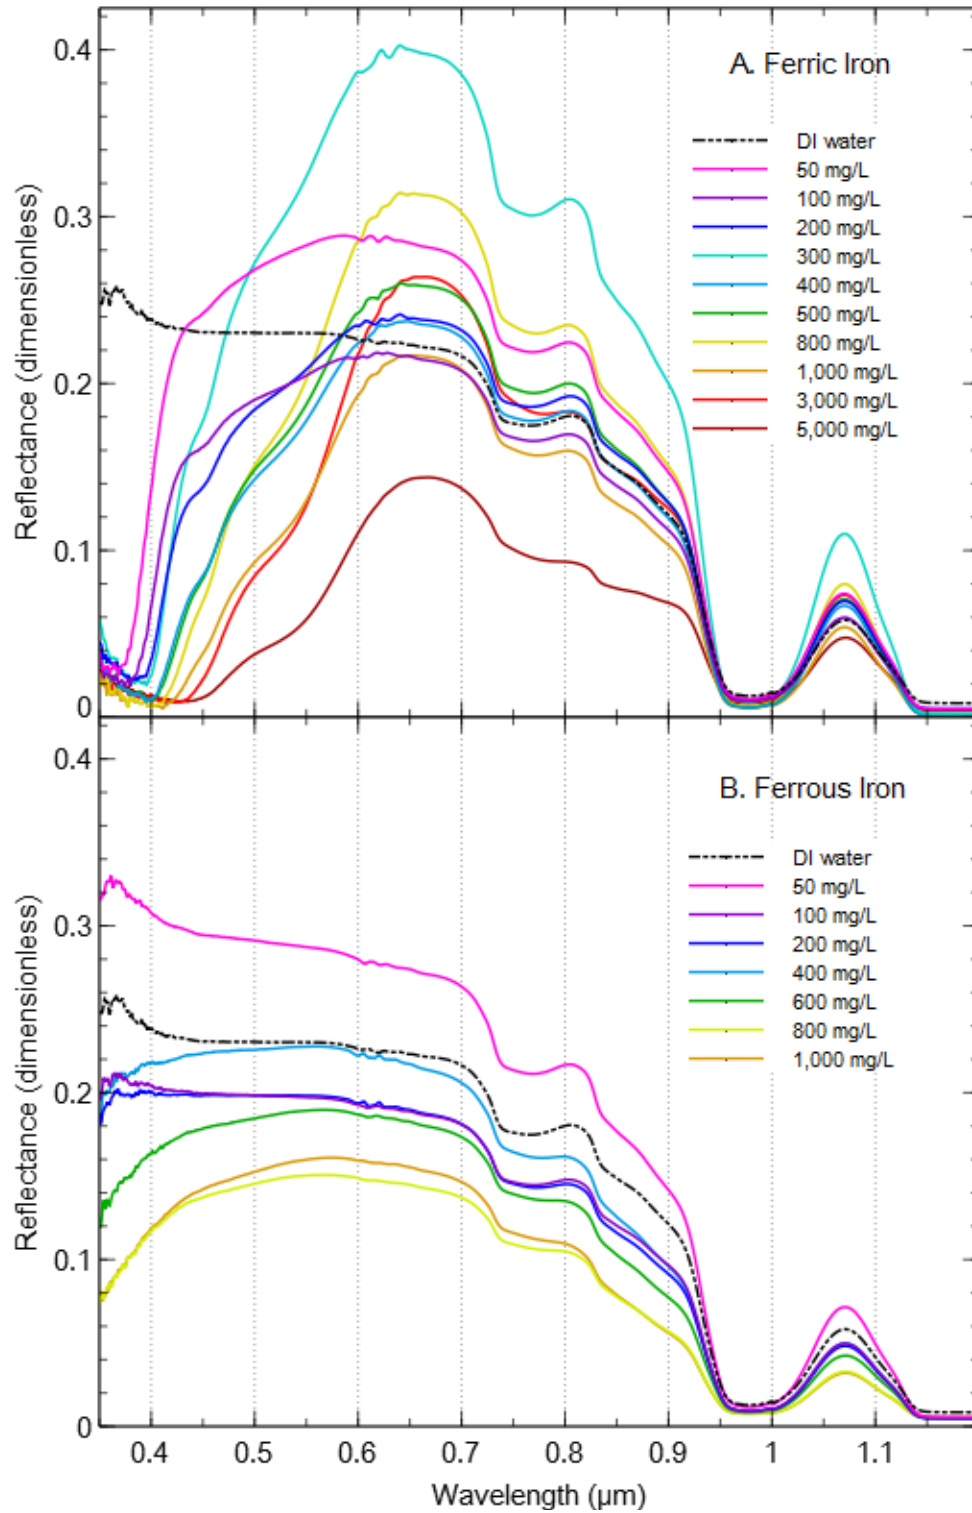 A. Ferric Iron
DI water
50 mg/L
100 mg/L
200 mg/L
300 mg/L
400 mg/L
500 mg/L
800 mg/L
1,000 mg/L
3,000 mg/L
5,000 mg/L
Reflectance (dimensionless)
0.4
0.3
0.2
0.1
0
B. Ferrous Iron
DI water
50 mg/L
100 mg/L
200 mg/L
400 mg/L
600 mg/L
800 mg/L
1,000 mg/L
Reflectance (dimensionless)
0.4
0.3
0.2
0.1
0
0.4 0.5 0.6 0.7 0.8 0.9 1 1.1
Wavelength (µm)